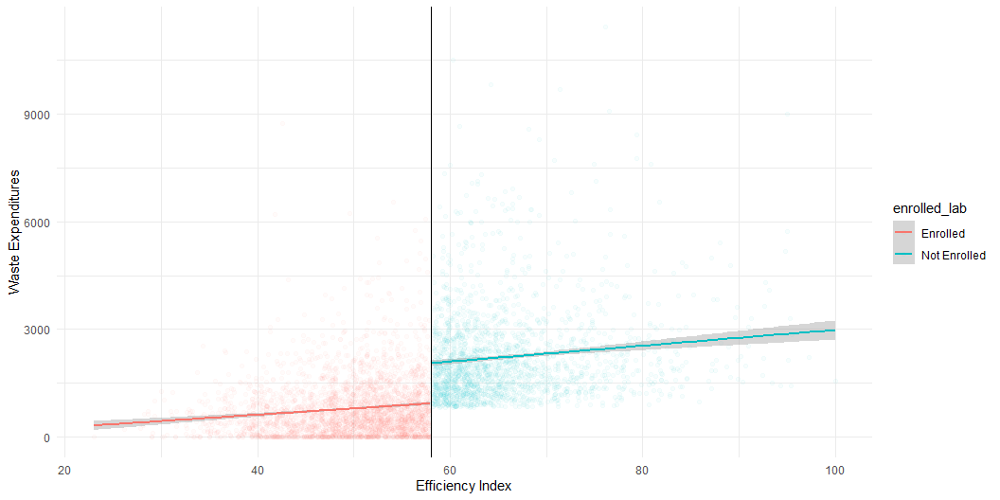 Waste Expenditures
9000
6000
3000
0
20 40 60 80 100
Efficiency Index
enrolled_lab
Enrolled
Not Enrolled